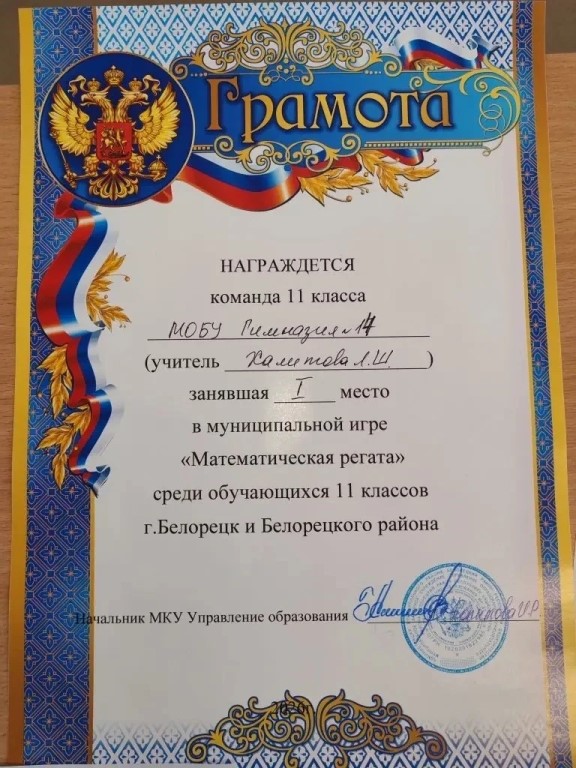 Грамота
НАГРАЖДЕТСЯ
команда 11 класса
МОБУ Гимназия №17
(учитель Халитова Л.Ш.)
занявшая I место
в муниципальной игре
«Математическая регата»
среди обучающихся 11 классов
г.Белорецк и Белорецкого района
Начальник МКУ Управление образования